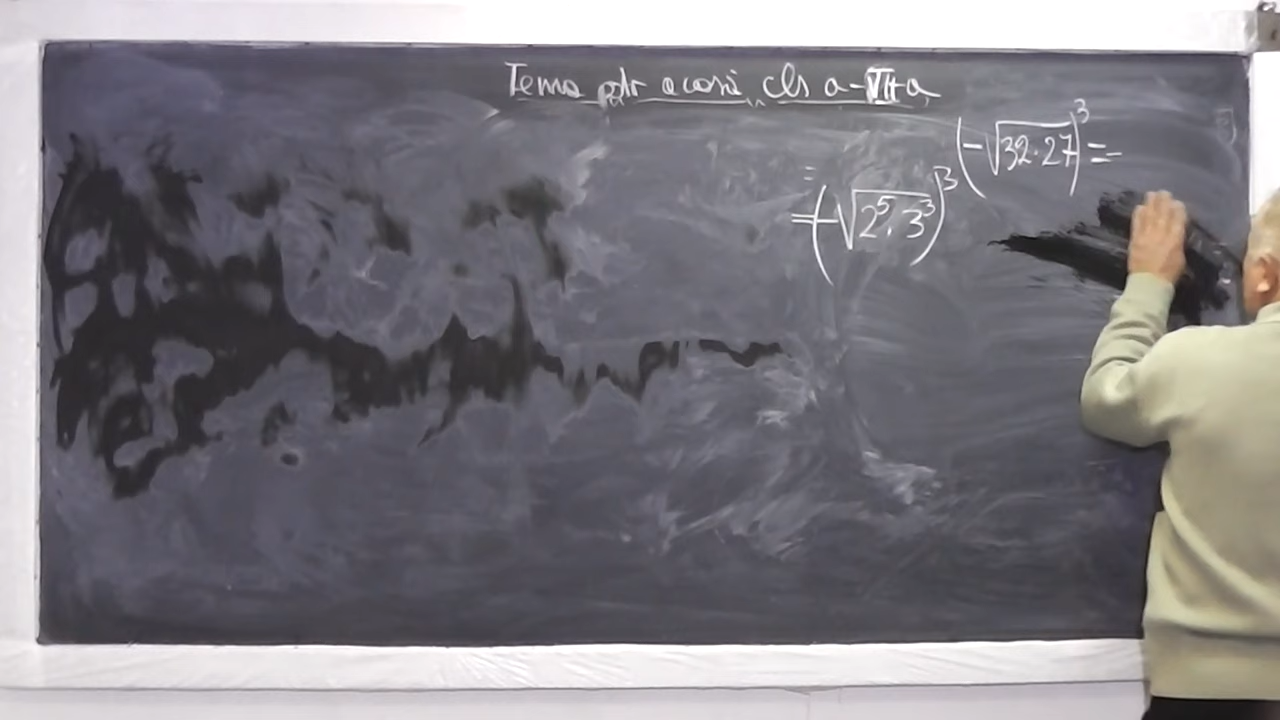 Tema ptr acasă cls a-VII-a
(-√32·27)³ = -
= (-√2⁵·3³)³